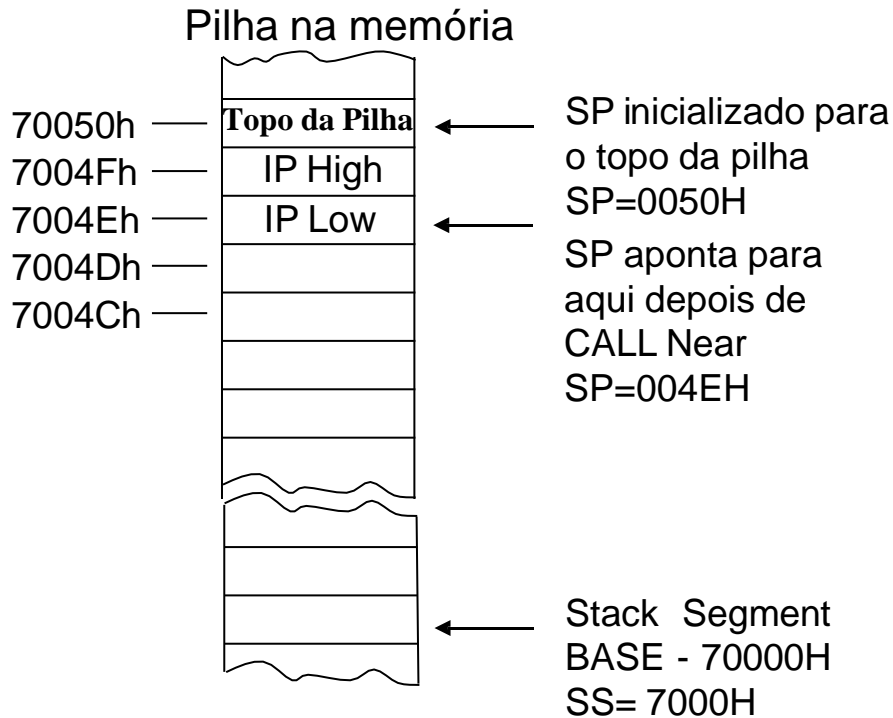 Pilha na memória
70050h
Topo da Pilha
SP inicializado para
o topo da pilha
SP=0050H
7004Fh
IP High
7004Eh
IP Low
SP aponta para
aqui depois de
CALL Near
SP=004EH
7004Dh
7004Ch
Stack Segment
BASE - 70000H
SS= 7000H